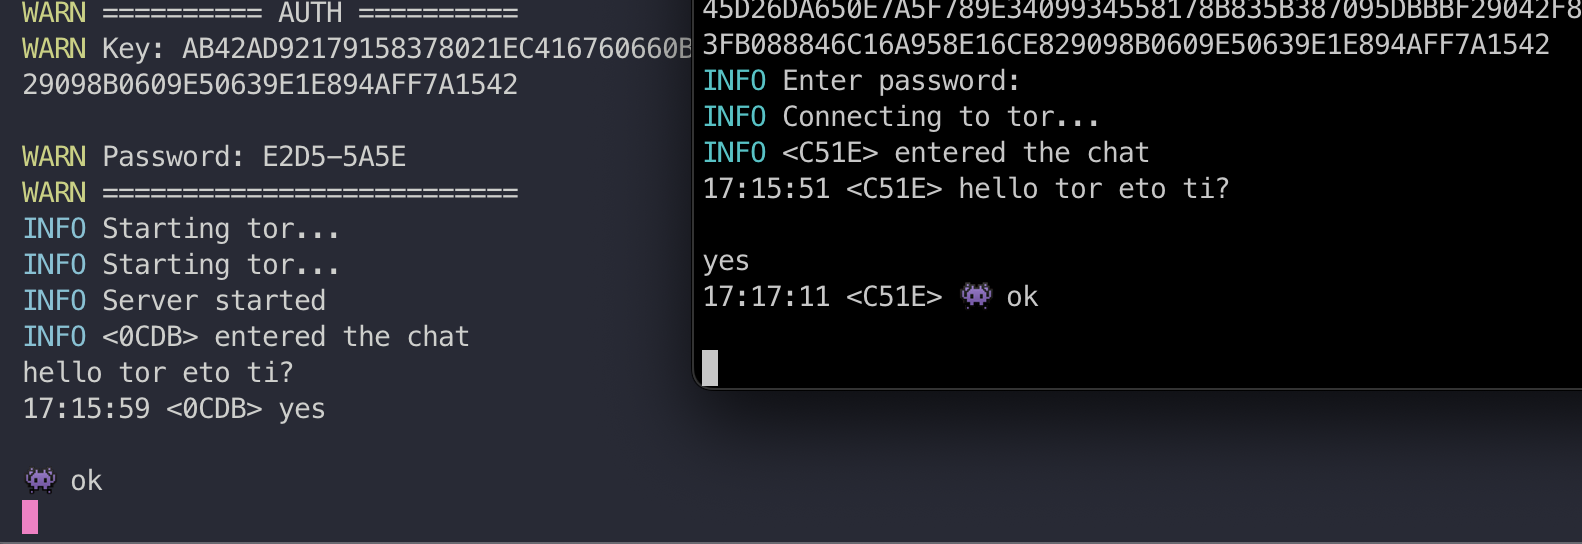 WARN ========== AUTH ==========
WARN Key: AB42AD92179158378021EC416760660B
29098B0609E50639E1E894AFF7A1542
WARN Password: E2D5-5A5E
WARN ==========================
INFO Starting tor...
INFO Starting tor...
INFO Server started
INFO <0CDB> entered the chat
hello tor eto ti?
17:15:59 <0CDB> yes
👾 ok
45D26DA650E7A5F789E3409934558178B835B387095DBBBF29042F8
3FB088846C16A958E16CE829098B0609E50639E1E894AFF7A1542
INFO Enter password:
INFO Connecting to tor...
INFO <C51E> entered the chat
17:15:51 <C51E> hello tor eto ti?
yes
17:17:11 <C51E> 👾 ok